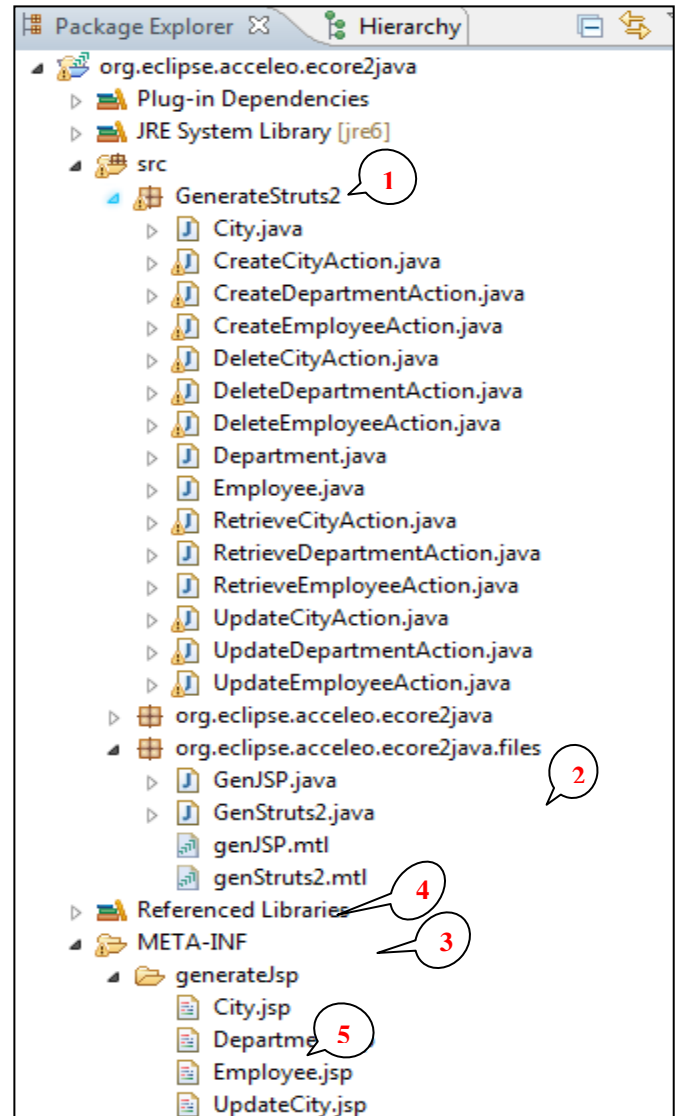 Package Explorer Hierarchy
org.eclipse.acceleo.ecore2java
Plug-in Dependencies
JRE System Library [jre6]
src
1
GenerateStruts2
City.java
CreateCityAction.java
CreateDepartmentAction.java
CreateEmployeeAction.java
DeleteCityAction.java
DeleteDepartmentAction.java
DeleteEmployeeAction.java
Department.java
Employee.java
RetrieveCityAction.java
RetrieveDepartmentAction.java
RetrieveEmployeeAction.java
UpdateCityAction.java
UpdateDepartmentAction.java
UpdateEmployeeAction.java
org.eclipse.acceleo.ecore2java
org.eclipse.acceleo.ecore2java.files
2
GenJSP.java
GenStruts2.java
genJSP.mtl
genStruts2.mtl
4
Referenced Libraries
META-INF
3
generateJsp
City.jsp
5
Employee.jsp
UpdateCity.jsp